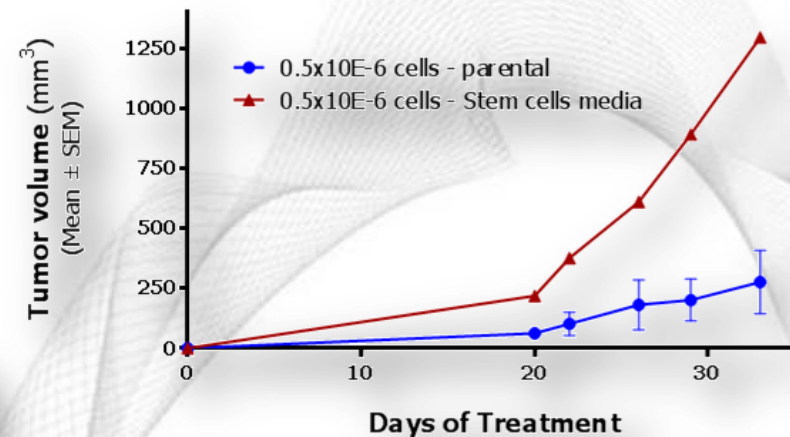 Tumor volume (mm³)
(Mean ± SEM)
1250
1000
750
500
250
0
0.5x10E-6 cells - parental
0.5x10E-6 cells - Stem cells media
0 10 20 30
Days of Treatment